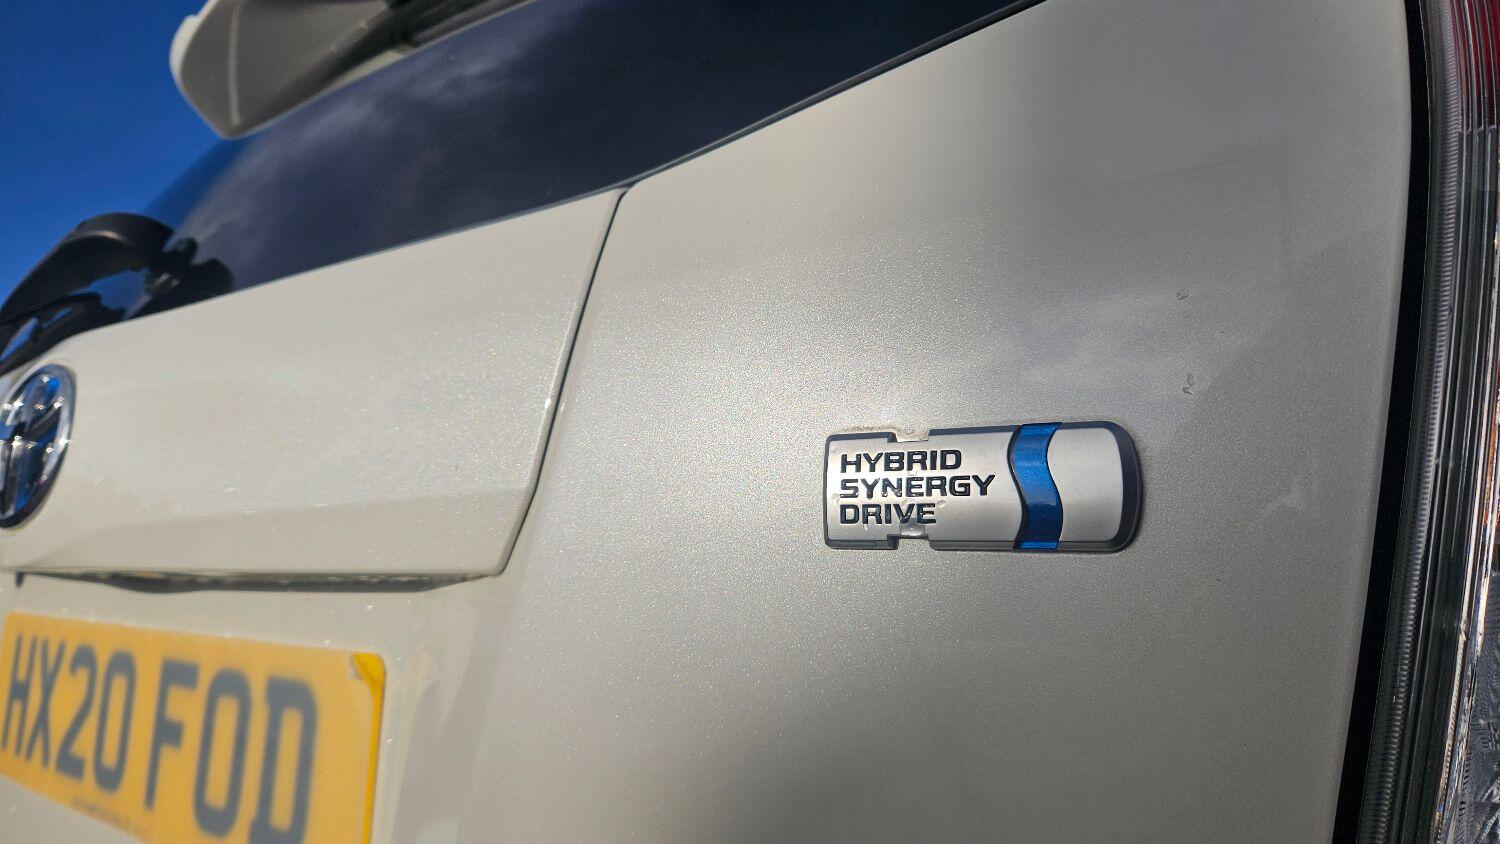 HYBRID
SYNERGY
DRIVE
HX20 FOD